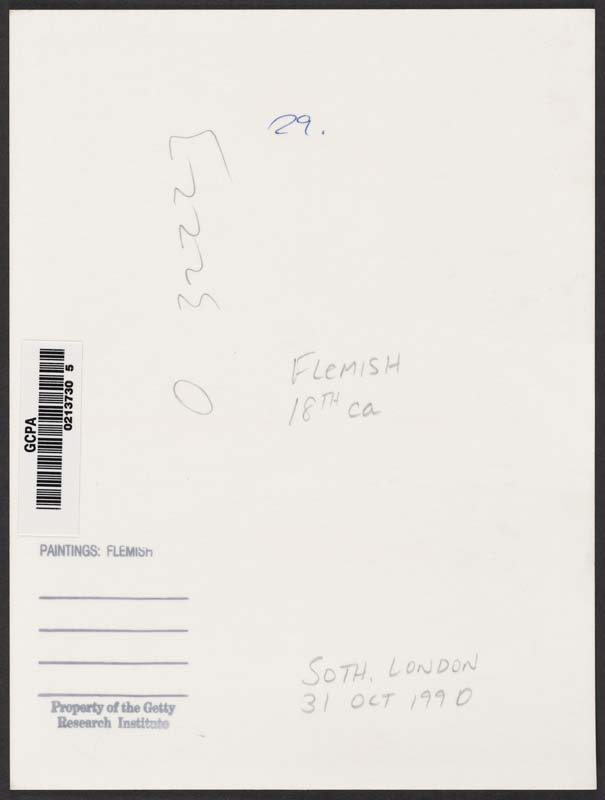 29.
0 32223
FLEMISH
18TH ca
GCPA
0213730 5
PAINTINGS: FLEMISH
SOTH. LONDON
31 OCT 1990
Property of the Getty
Research Institute